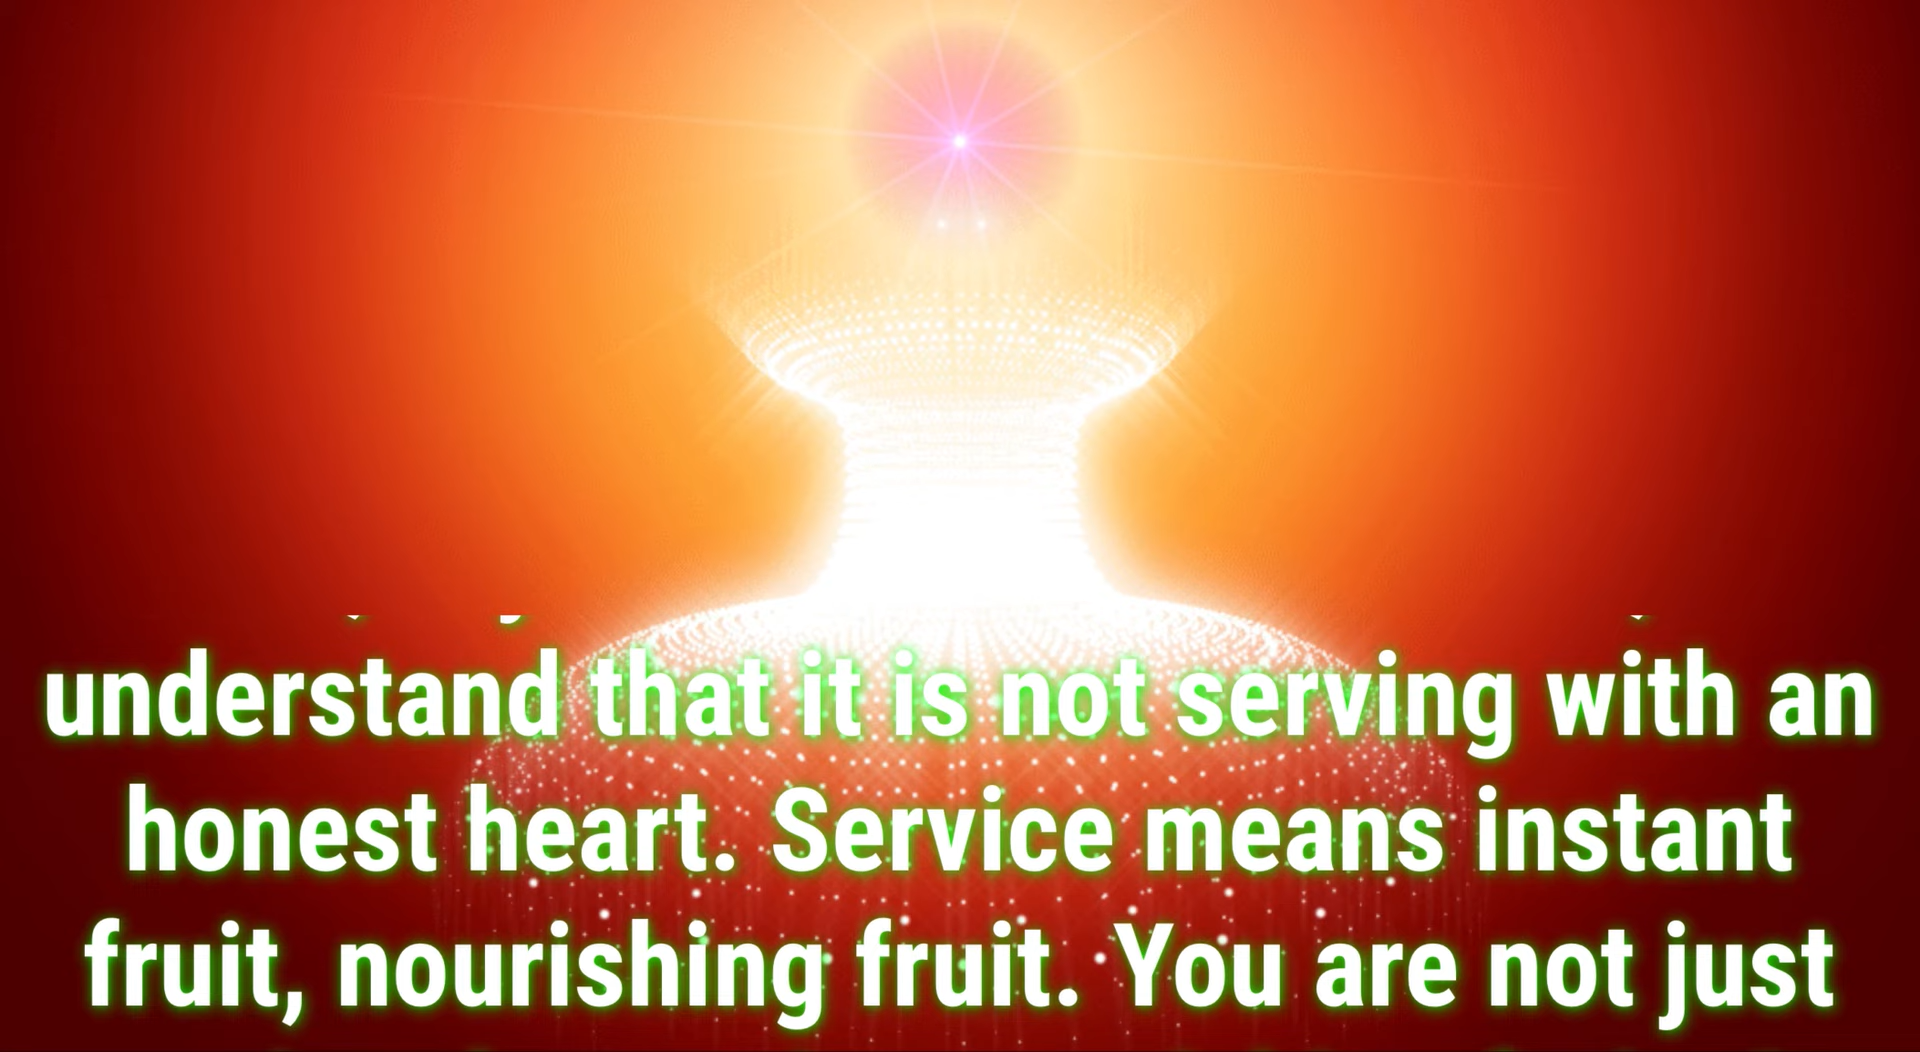 understand that it is not serving with an
honest heart. Service means instant
fruit, nourishing fruit. You are not just